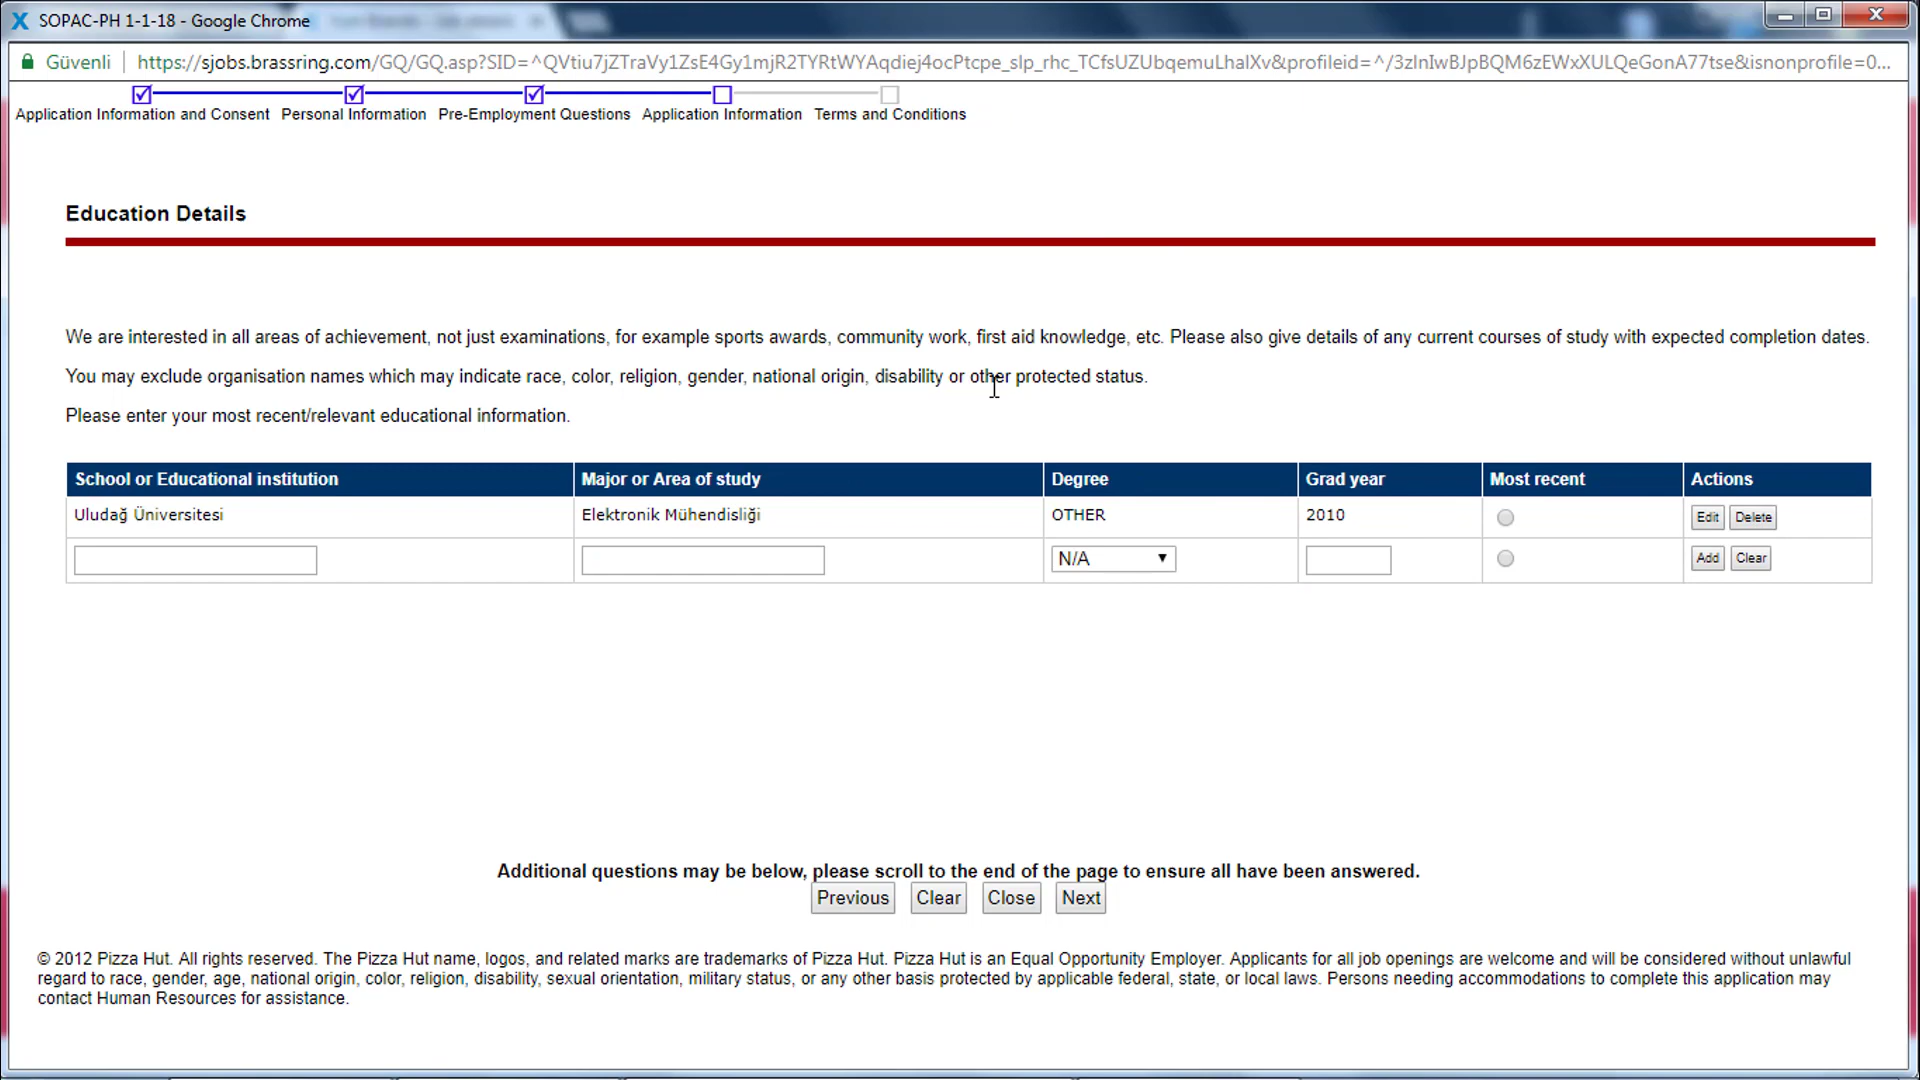 SOPAC-PH 1-1-18 - Google Chrome
Güvenli https://sjobs.brassring.com/GQ/GQ.asp?SID=^QVtiu7jZTraVy1ZsE4Gy1mjR2TYRtWYAqdiej4ocPtcpe_slp_rhc_TCfsUZUbqemuLhalXv&profileid=^/3zlnIwBJpBQM6zEWxXULQeGonA77tse&isnonprofile=0...
Application Information and Consent Personal Information Pre-Employment Questions Application Information Terms and Conditions
Education Details
We are interested in all areas of achievement, not just examinations, for example sports awards, community work, first aid knowledge, etc. Please also give details of any current courses of study with expected completion dates.
You may exclude organisation names which may indicate race, color, religion, gender, national origin, disability or other protected status.
Please enter your most recent/relevant educational information.
School or Educational institution Major or Area of study Degree Grad year Most recent Actions
Uludağ Üniversitesi Elektronik Mühendisliği OTHER 2010 Edit Delete
N/A Add Clear
Additional questions may be below, please scroll to the end of the page to ensure all have been answered.
Previous Clear Close Next
© 2012 Pizza Hut. All rights reserved. The Pizza Hut name, logos, and related marks are trademarks of Pizza Hut. Pizza Hut is an Equal Opportunity Employer. Applicants for all job openings are welcome and will be considered without unlawful
regard to race, gender, age, national origin, color, religion, disability, sexual orientation, military status, or any other basis protected by applicable federal, state, or local laws. Persons needing accommodations to complete this application may
contact Human Resources for assistance.